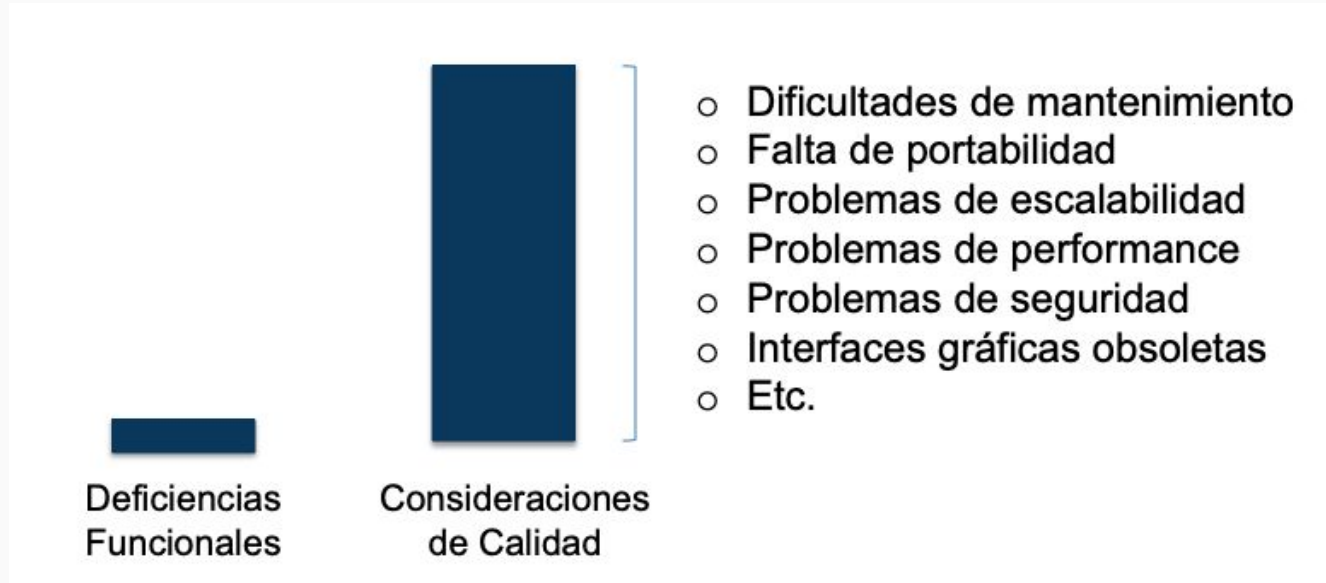 Dificultades de mantenimiento
Falta de portabilidad
Problemas de escalabilidad
Problemas de performance
Problemas de seguridad
Interfaces gráficas obsoletas
Etc.
Deficiencias
Funcionales
Consideraciones
de Calidad